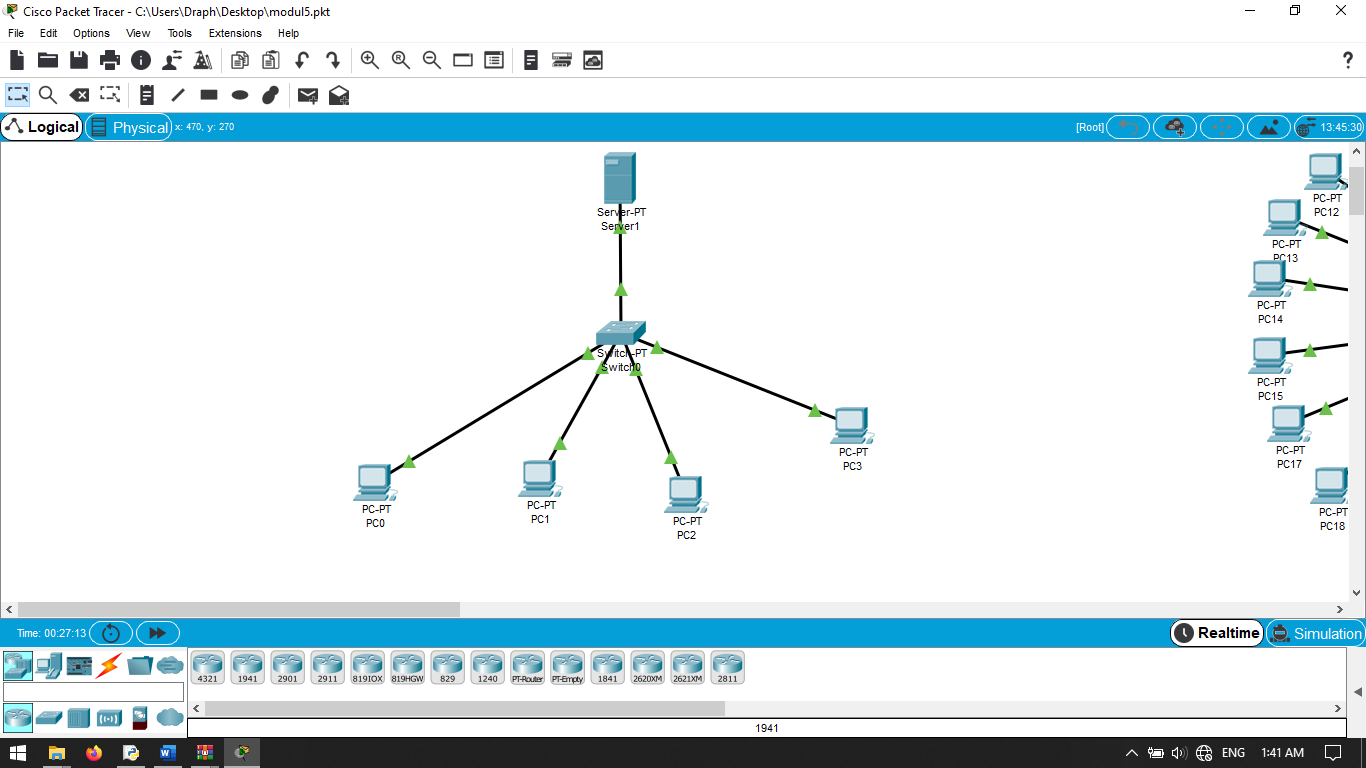 Cisco Packet Tracer - C:\Users\Draph\Desktop\modul5.pkt
File Edit Options View Tools Extensions Help
?
Logical Physical x: 470, y: 270 [Root] 13:45:30
Server-PT
Server1
Switch-PT
Switch0
PC-PT
PC0
PC-PT
PC1
PC-PT
PC2
PC-PT
PC3
PC-PT
PC12
PC-PT
PC13
PC-PT
PC14
PC-PT
PC15
PC-PT
PC17
PC-PT
PC18
Time: 00:27:13 Realtime Simulation
4321 1941 2901 2911 819IOX 819HGW 829 1240 PT-Router PT-Empty 1841 2620XM 2621XM 2811
1941
ENG 1:41 AM